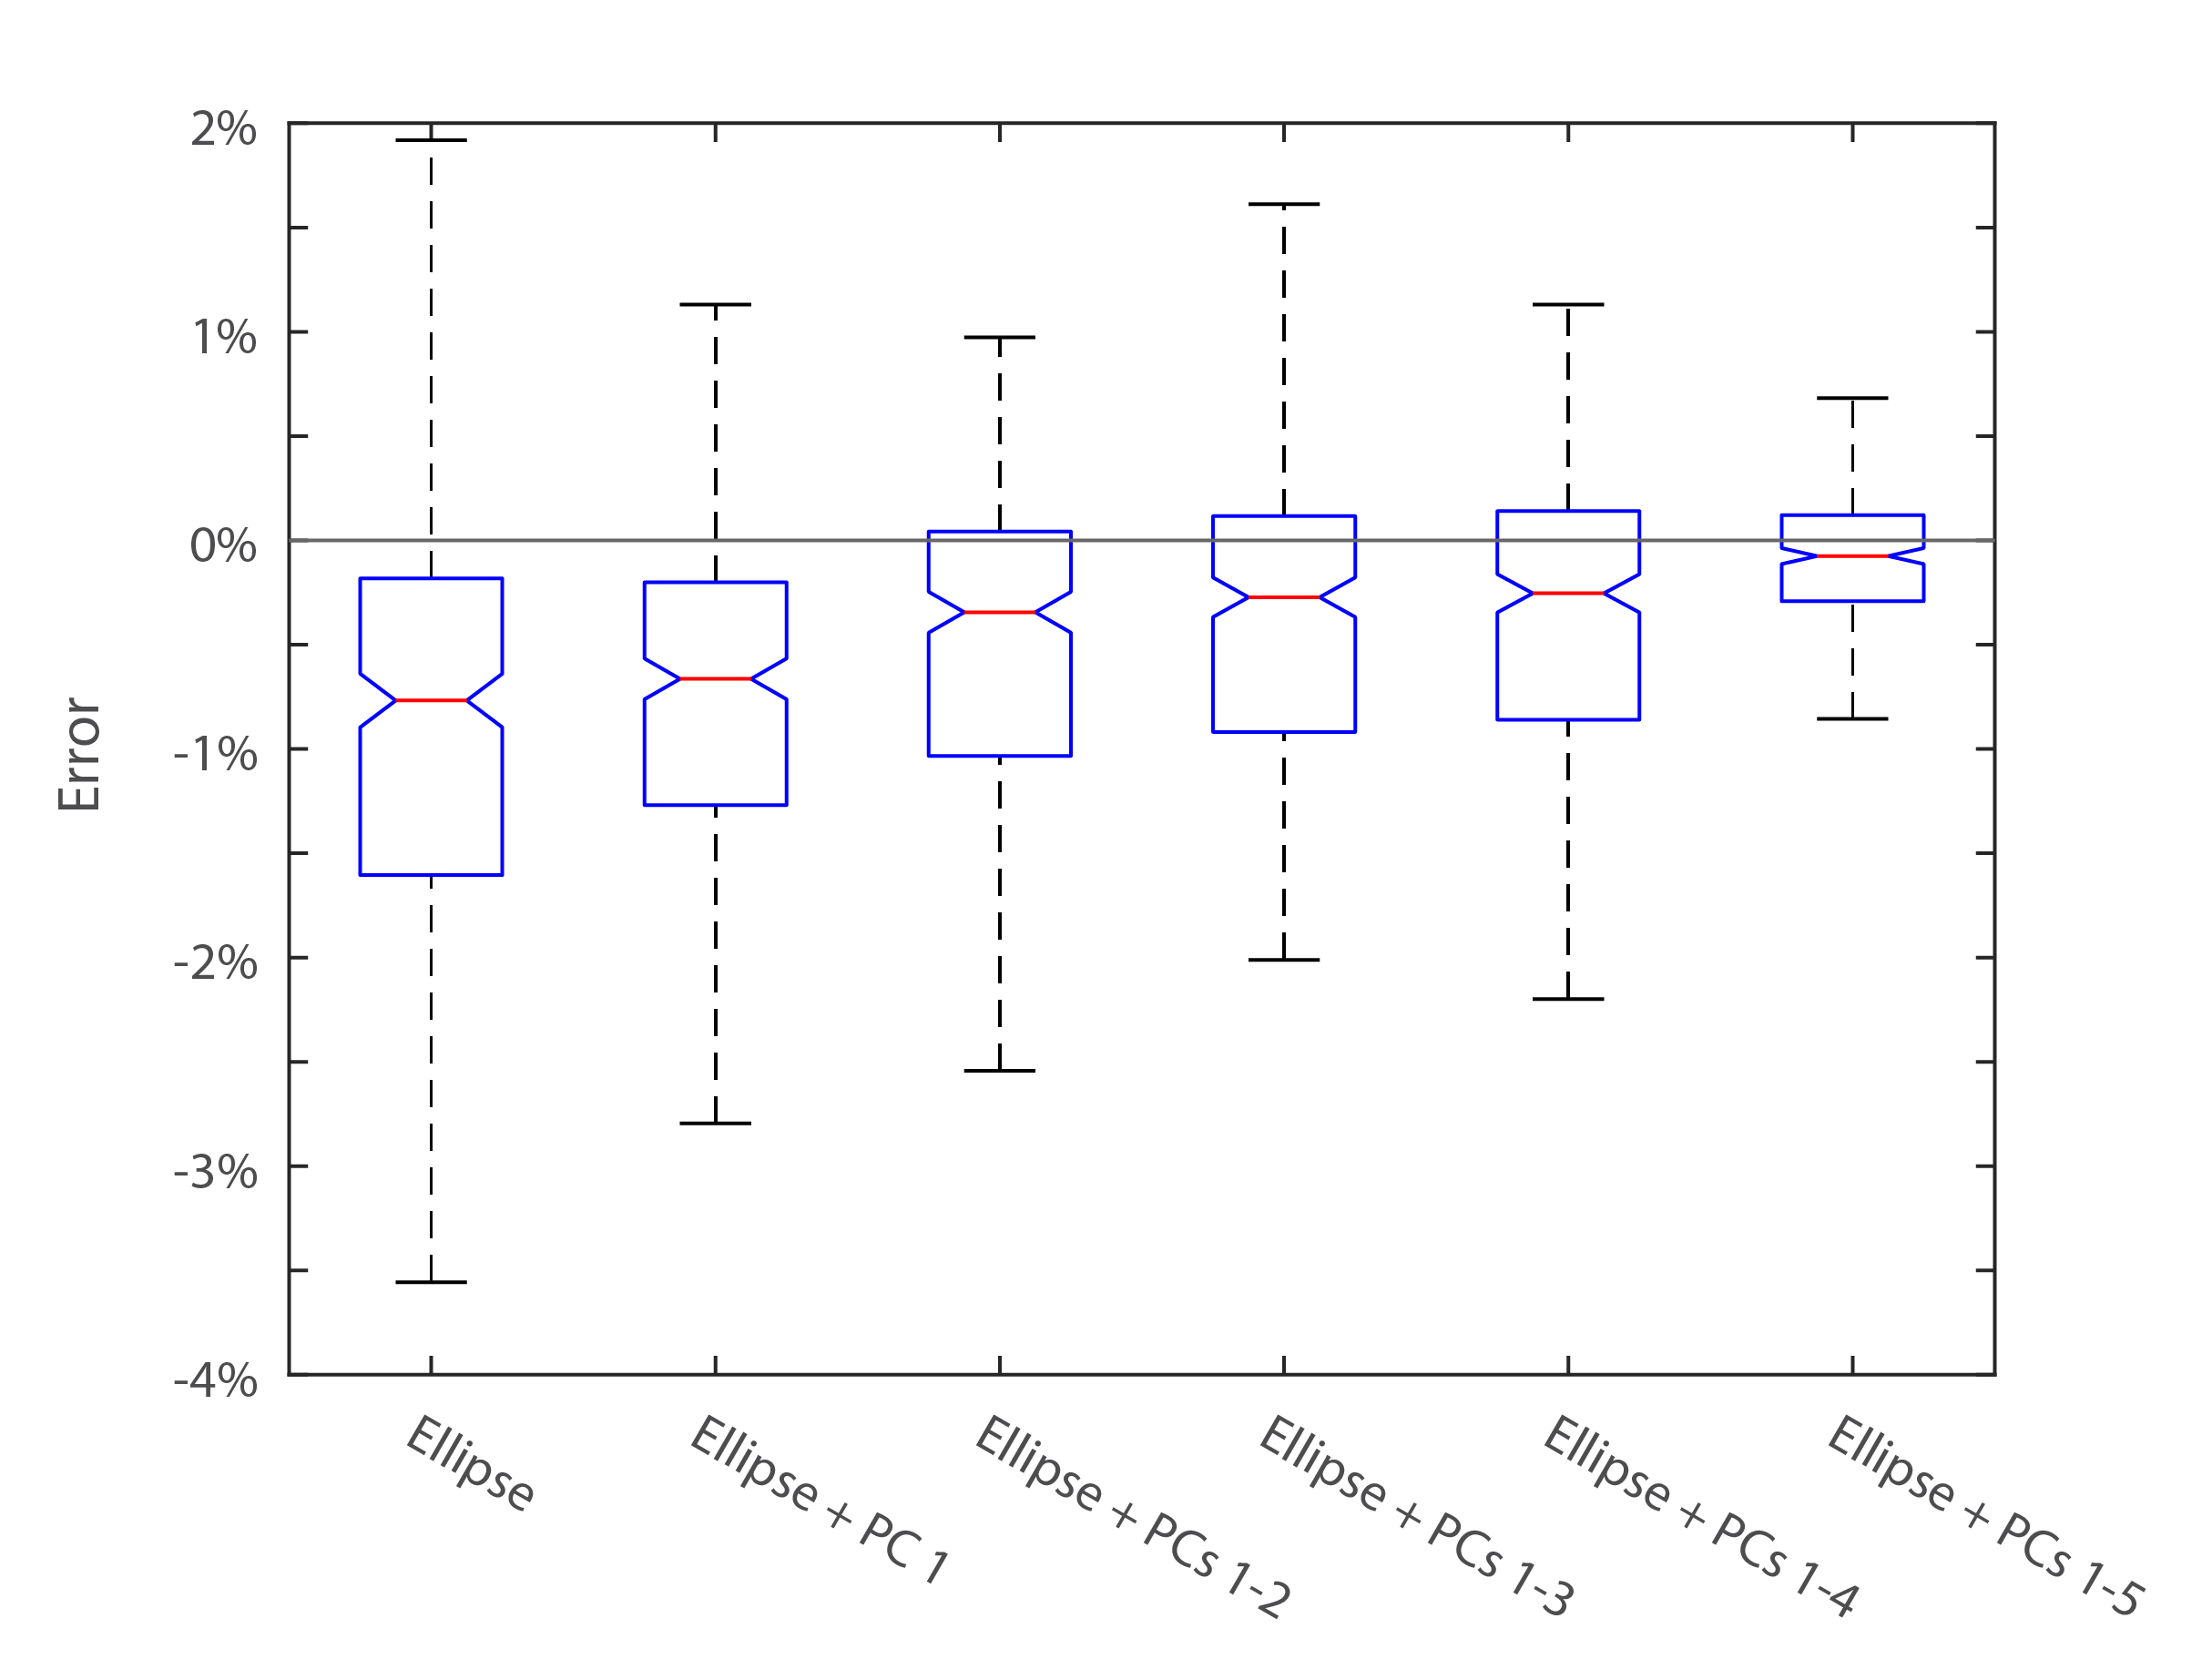 2%
1%
0%
-1%
-2%
-3%
-4%
Error
Ellipse
Ellipse + PC 1
Ellipse + PCs 1-2
Ellipse + PCs 1-3
Ellipse + PCs 1-4
Ellipse + PCs 1-5